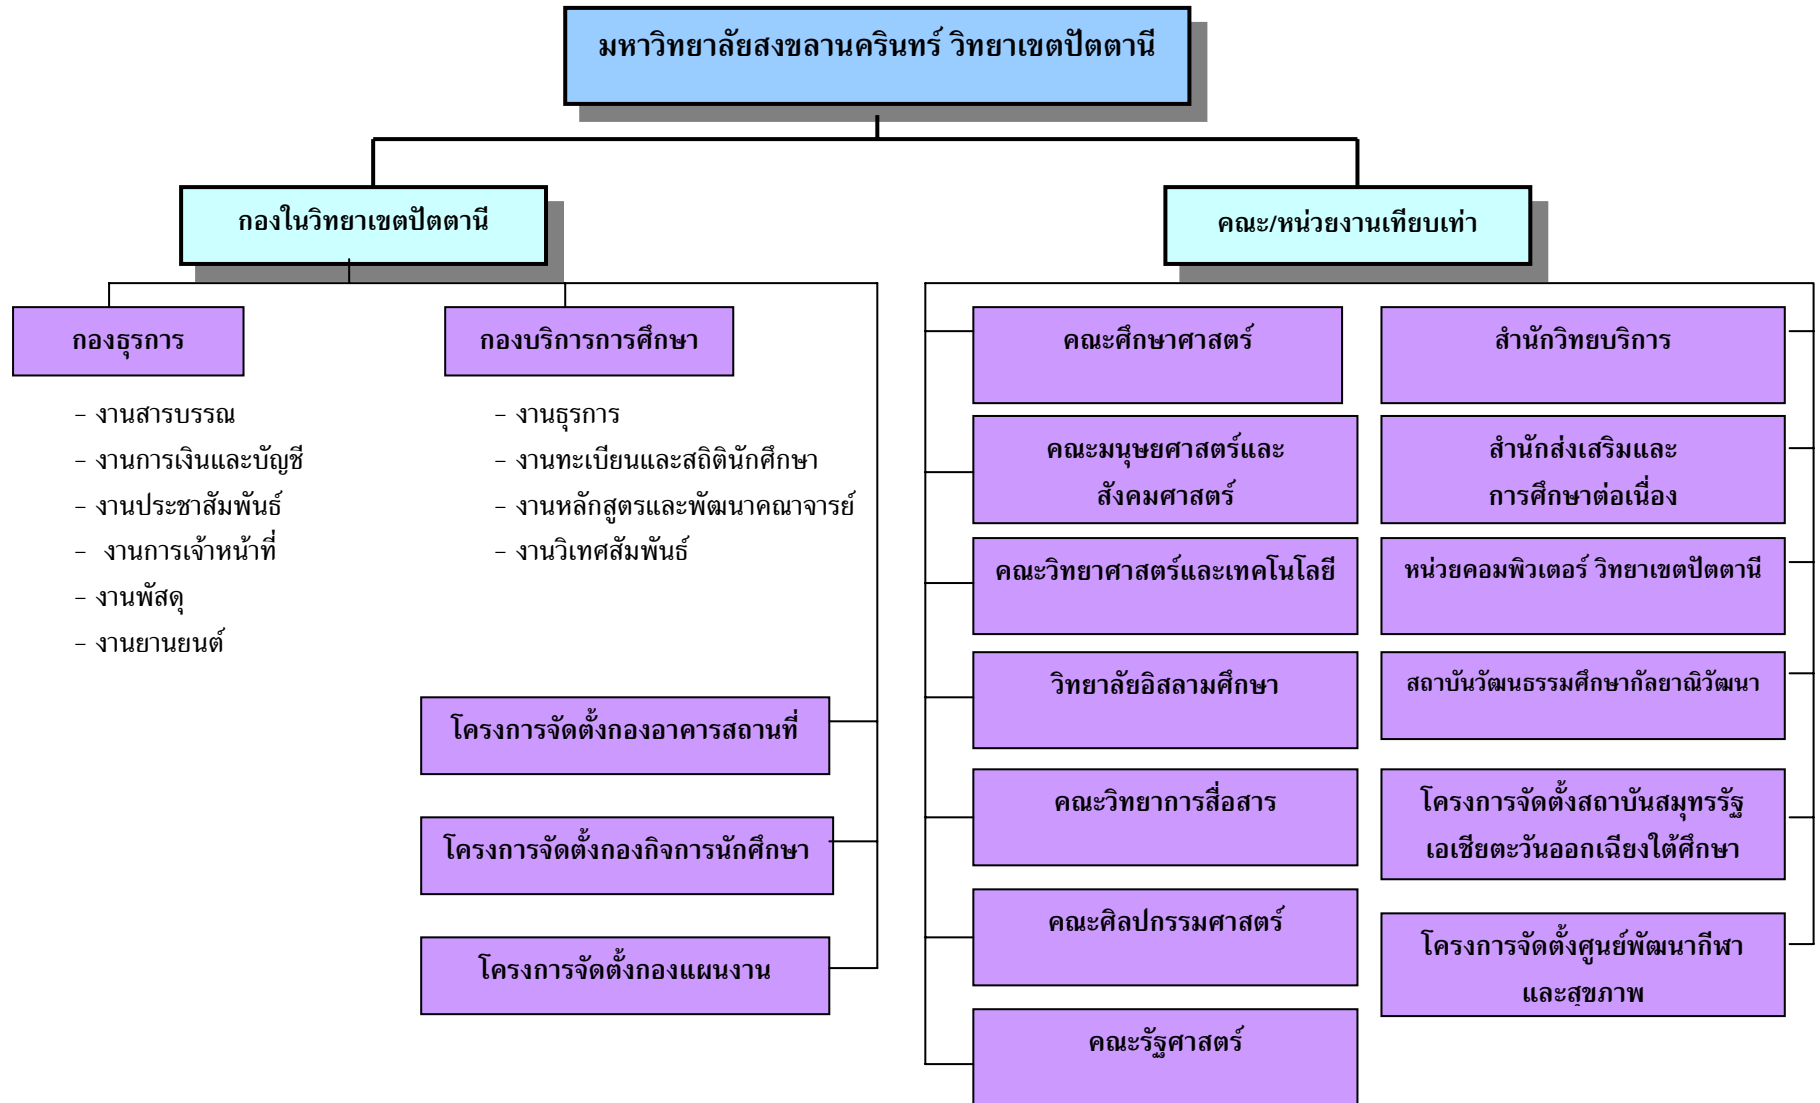 มหาวิทยาลัยสงขลานครินทร์ วิทยาเขตปัตตานี
กองในวิทยาเขตปัตตานี
คณะ/หน่วยงานเทียบเท่า
กองธุรการ
- งานสารบรรณ
- งานการเงินและบัญชี
- งานประชาสัมพันธ์
- งานการเจ้าหน้าที่
- งานพัสดุ
- งานยานยนต์
กองบริการการศึกษา
- งานธุรการ
- งานทะเบียนและสถิตินักศึกษา
- งานหลักสูตรและพัฒนาคณาจารย์
- งานวิเทศสัมพันธ์
โครงการจัดตั้งกองอาคารสถานที่
โครงการจัดตั้งกองกิจการนักศึกษา
โครงการจัดตั้งกองแผนงาน
คณะศึกษาศาสตร์
คณะมนุษยศาสตร์และ
สังคมศาสตร์
คณะวิทยาศาสตร์และเทคโนโลยี
วิทยาลัยอิสลามศึกษา
คณะวิทยาการสื่อสาร
คณะศิลปกรรมศาสตร์
คณะรัฐศาสตร์
สำนักวิทยบริการ
สำนักส่งเสริมและ
การศึกษาต่อเนื่อง
หน่วยคอมพิวเตอร์ วิทยาเขตปัตตานี
สถาบันวัฒนธรรมศึกษากัลยาณิวัฒนา
โครงการจัดตั้งสถาบันสมุทรรัฐ
เอเชียตะวันออกเฉียงใต้ศึกษา
โครงการจัดตั้งศูนย์พัฒนากีฬา
และสุขภาพ